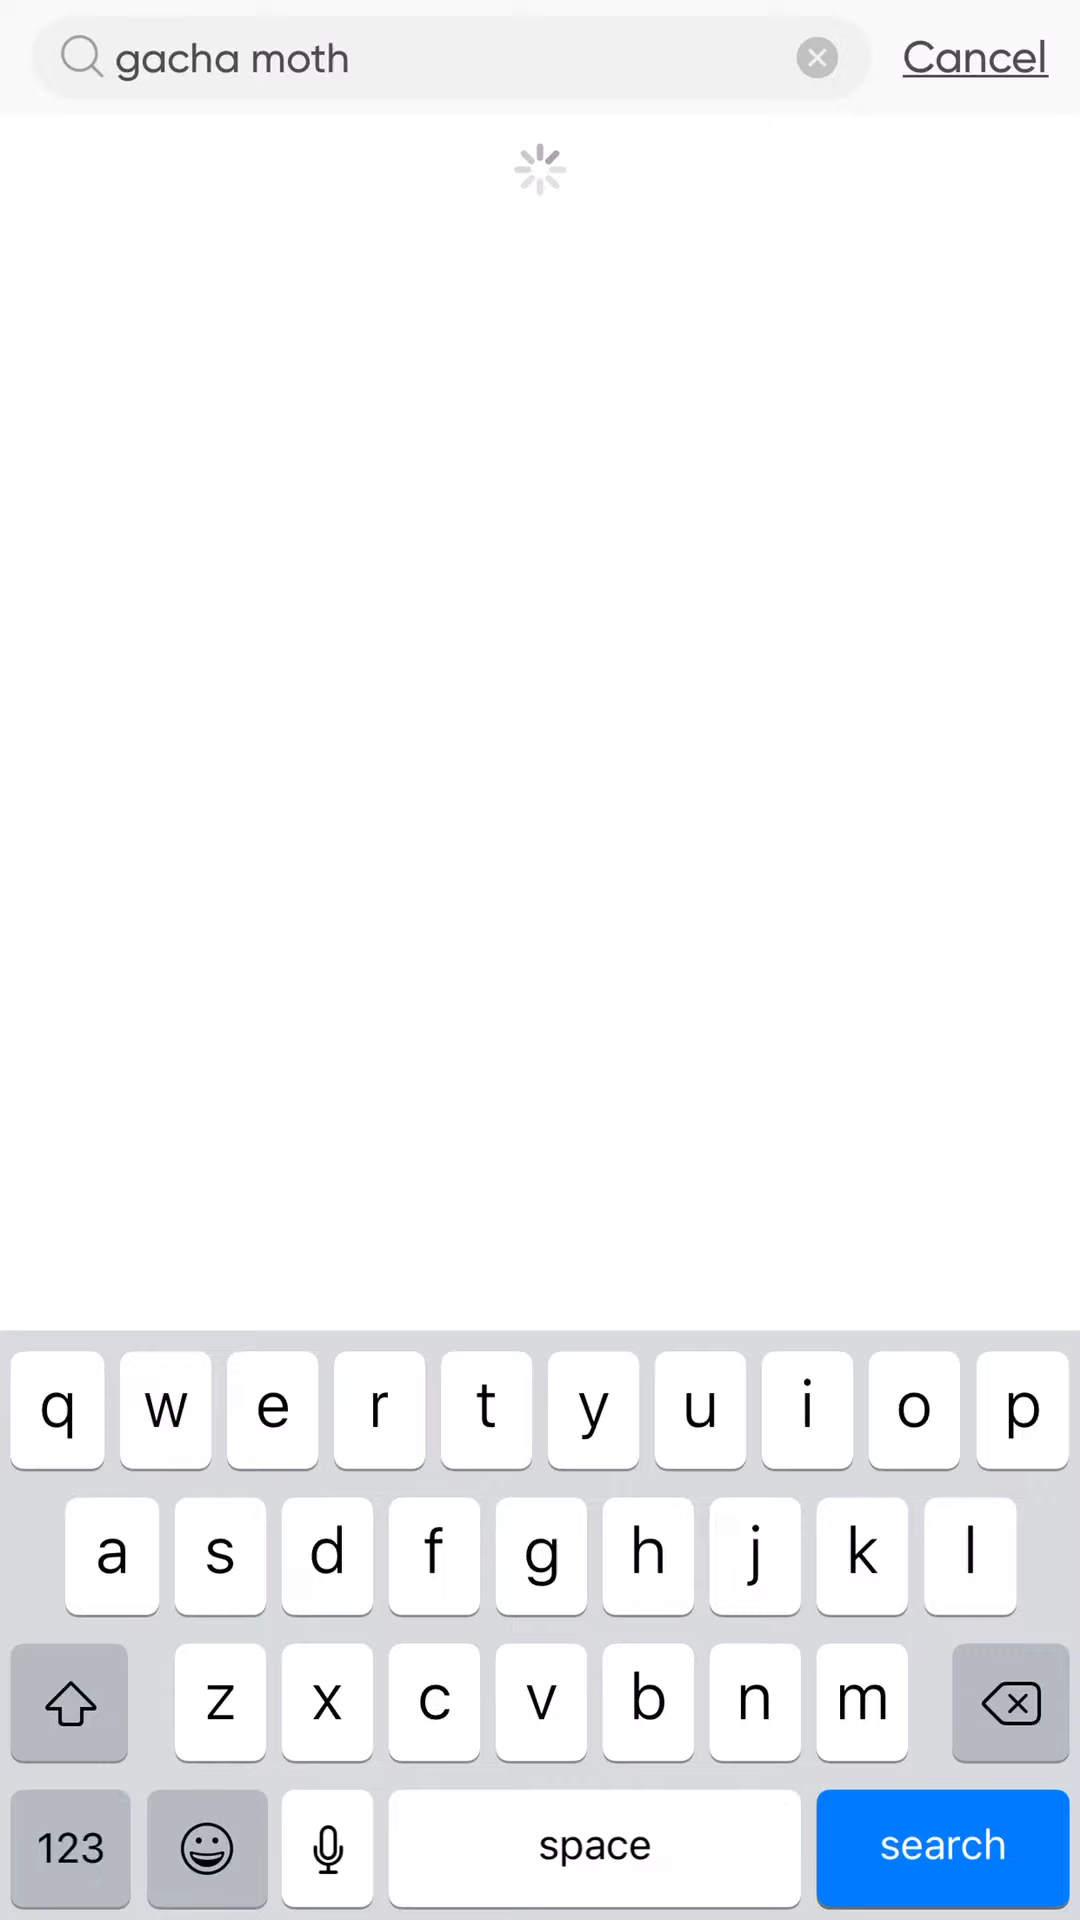 gacha moth Cancel
q w e r t y u i o p
a s d f g h j k l
z x c v b n m
123 space search